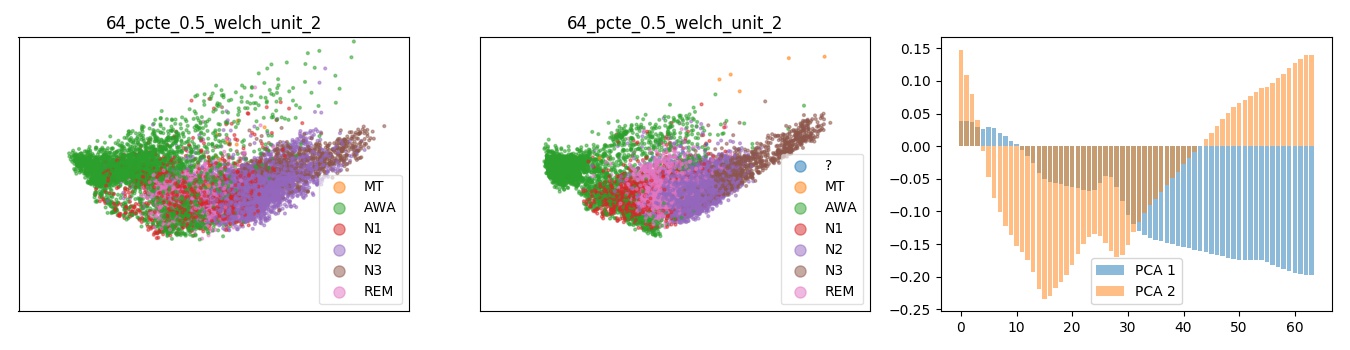 64_pcte_0.5_welch_unit_2
MT
AWA
N1
N2
N3
REM
64_pcte_0.5_welch_unit_2
?
MT
AWA
N1
N2
N3
REM
0.15
0.10
0.05
0.00
−0.05
−0.10
−0.15
−0.20
−0.25
PCA 1
PCA 2
0 10 20 30 40 50 60